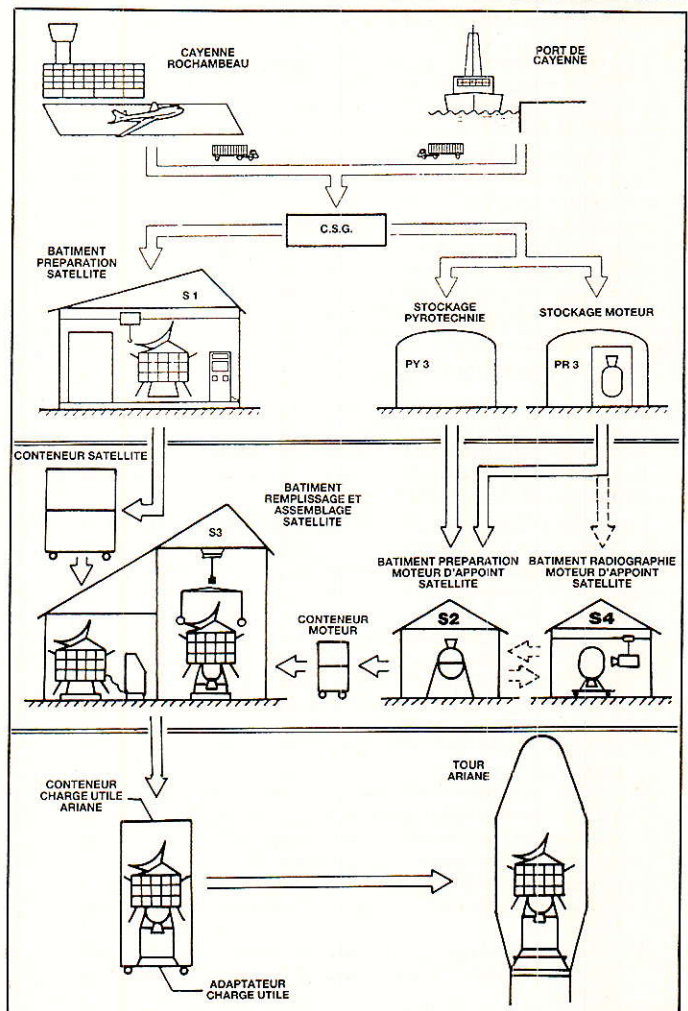 CAYENNE
ROCHAMBEAU
PORT DE
CAYENNE
C.S.G.
BATIMENT
PREPARATION
SATELLITE
S 1
STOCKAGE
PYROTECHNIE
PY 3
STOCKAGE MOTEUR
PR 3
CONTENEUR SATELLITE
BATIMENT
REMPLISSAGE ET
ASSEMBLAGE
SATELLITE
S3
BATIMENT PREPARATION
MOTEUR D'APPOINT
SATELLITE
S2
BATIMENT RADIOGRAPHIE
MOTEUR D'APPOINT
SATELLITE
S4
CONTENEUR
MOTEUR
CONTENEUR
CHARGE UTILE
ARIANE
TOUR
ARIANE
ADAPTATEUR
CHARGE UTILE